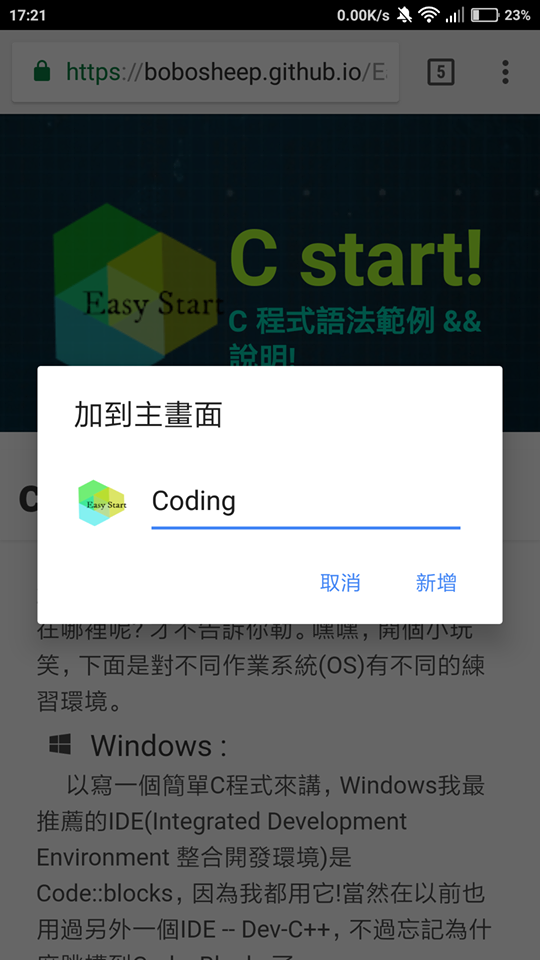 17:21
0.00K/s
23%
https://bobosheep.github.io/Ea
5
Easy Start
C start!
C 程式語法範例 &&
說明!
加到主畫面
Easy Start
Coding
取消
新增
在哪裡呢? 才不告訴你勒。嘿嘿，開個小玩
笑，下面是對不同作業系統(OS)有不同的練
習環境。
Windows :
以寫一個簡單C程式來講，Windows我最
推薦的IDE(Integrated Development
Environment 整合開發環境)是
Code::blocks，因為我都用它!當然在以前也
用過另外一個IDE -- Dev-C++，不過忘記為什